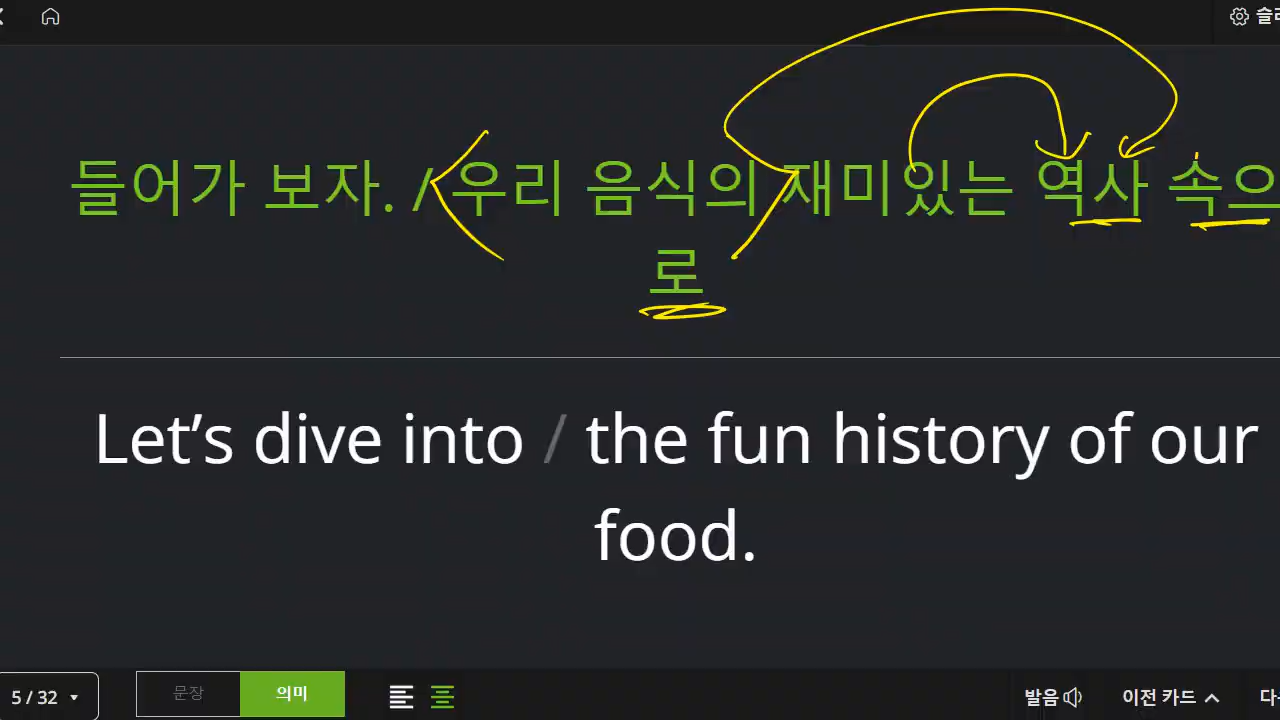 슬
들어가 보자. / 우리 음식의 재미있는 역사 속으
로
Let’s dive into / the fun history of our
food.
5 / 32
문장
의미
발음
이전 카드
다